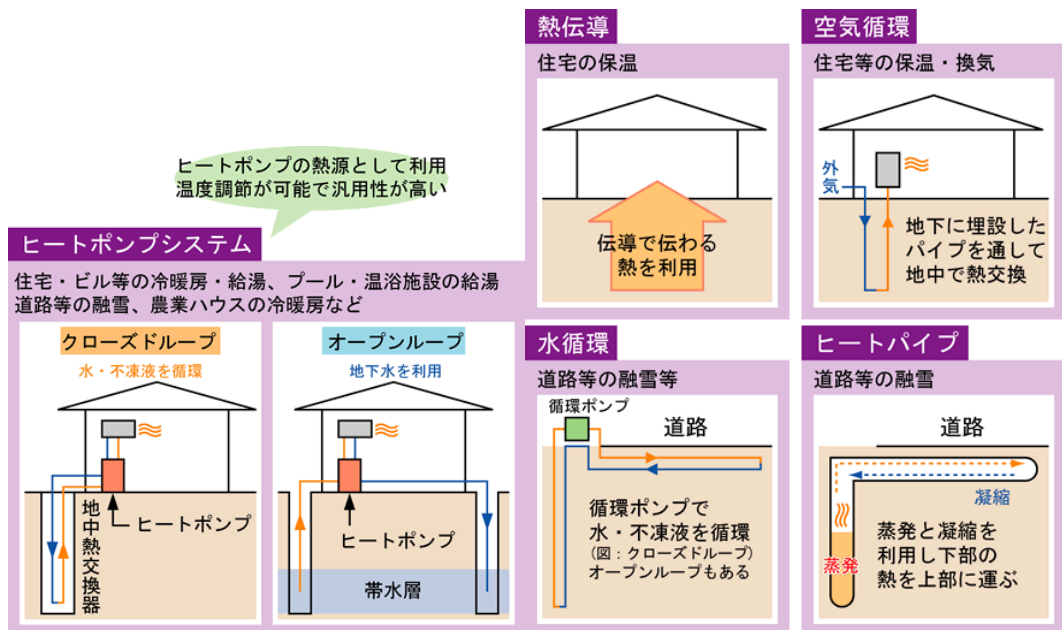 ヒートポンプの熱源として利用
温度調節が可能で汎用性が高い
ヒートポンプシステム
住宅・ビル等の冷暖房・給湯、プール・温浴施設の給湯
道路等の融雪、農業ハウスの冷暖房など
クローズドループ
水・不凍液を循環
地中熱交換器
ヒートポンプ
オープンループ
地下水を利用
ヒートポンプ
帯水層
熱伝導
住宅の保温
伝導で伝わる
熱を利用
空気循環
住宅等の保温・換気
外気
地下に埋設した
パイプを通して
地中で熱交換
水循環
道路等の融雪等
循環ポンプ
道路
循環ポンプで
水・不凍液を循環
(図:クローズドループ)
オープンループもある
ヒートパイプ
道路等の融雪
道路
凝縮
蒸発
蒸発と凝縮を
利用し下部の
熱を上部に運ぶ